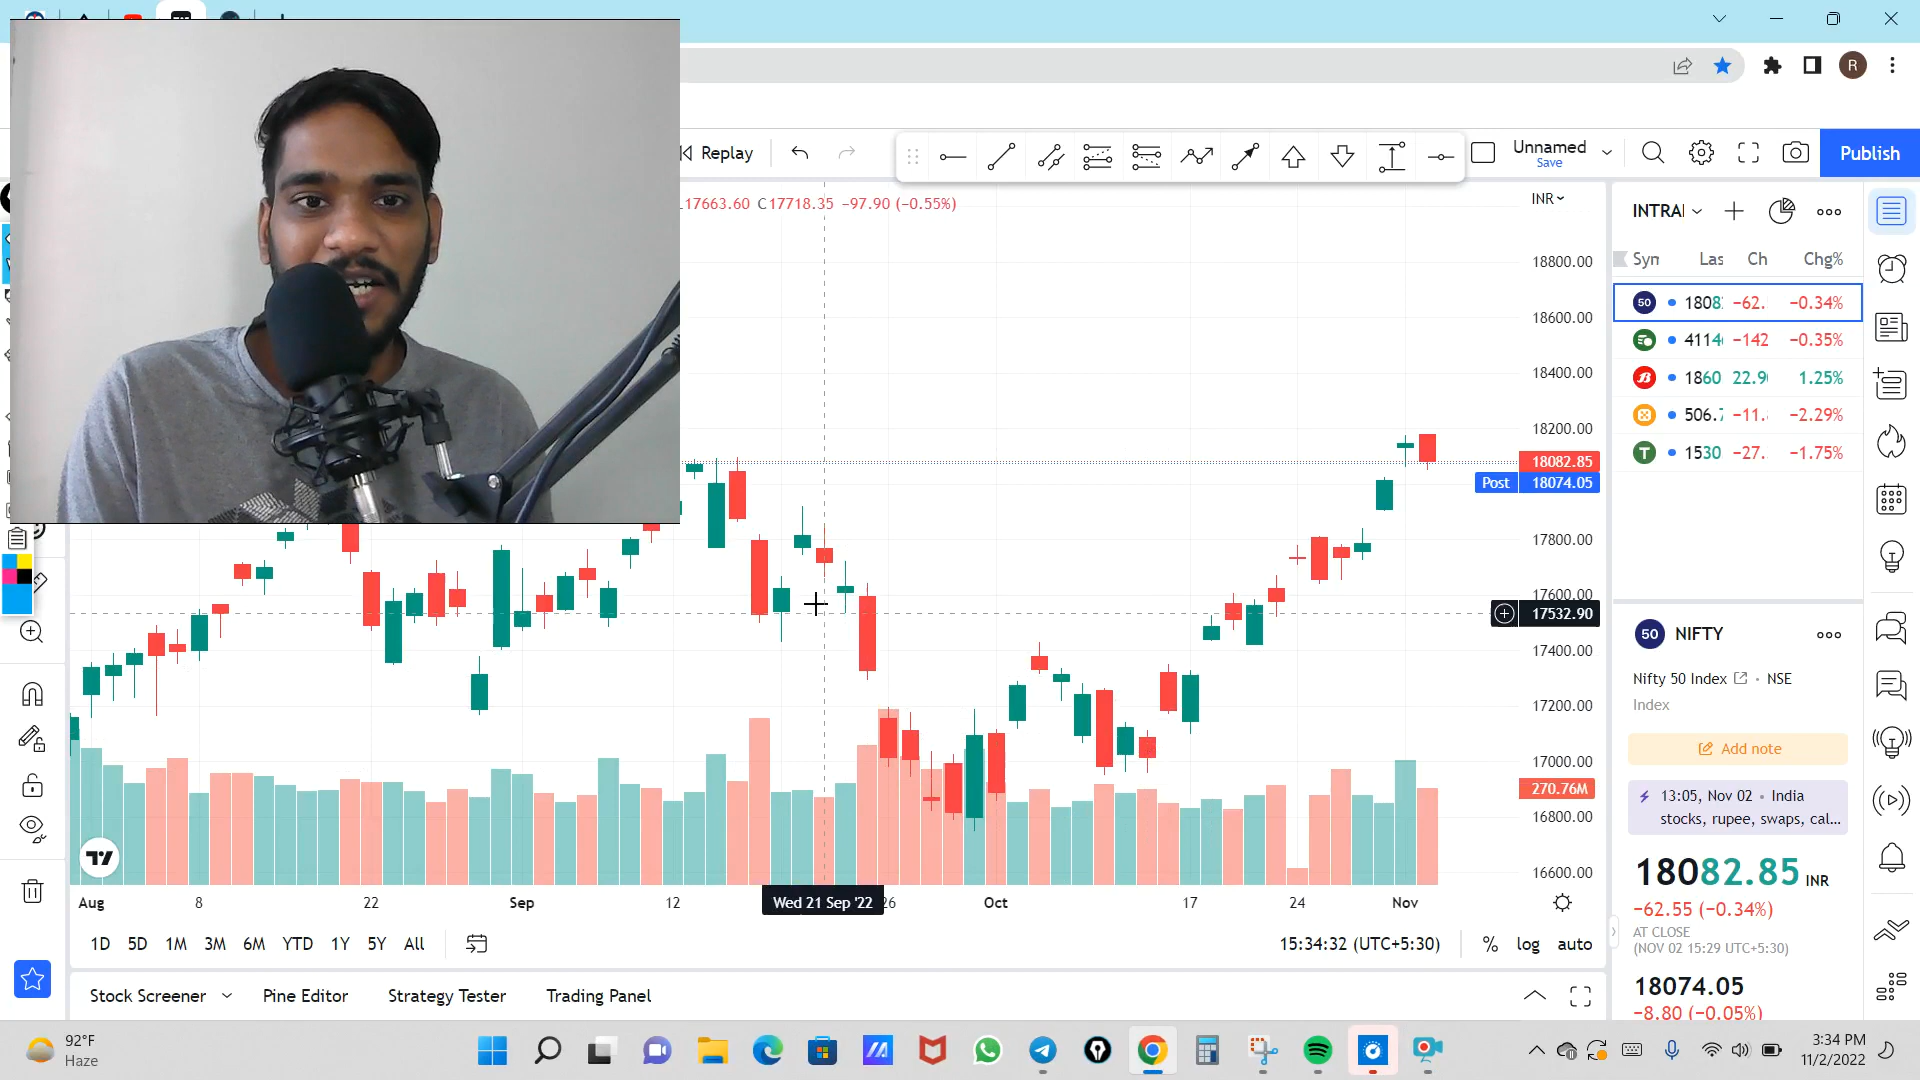 R
Replay
Unnamed
Save
Publish
17663.60 C17718.35 −97.90 (−0.55%)
INR
18800.00
18600.00
18400.00
18200.00
18082.85
Post 18074.05
17800.00
17600.00
17532.90
17400.00
17200.00
17000.00
270.76M
16800.00
16600.00
Aug 8 22 Sep 12 Wed 21 Sep '22 26 Oct 17 24 Nov
1D 5D 1M 3M 6M YTD 1Y 5Y All
15:34:32 (UTC+5:30) % log auto
Stock Screener Pine Editor Strategy Tester Trading Panel
INTRA
Las Ch Chg%
50 1808 −62. −0.34%
4114 −142 −0.35%
1860 22.9 1.25%
506. −11. −2.29%
T 1530 −27. −1.75%
50 NIFTY
Nifty 50 Index • NSE
Index
Add note
13:05, Nov 02 • India
stocks, rupee, swaps, cal...
18082.85 INR
−62.55 (−0.34%)
AT CLOSE
(NOV 02 15:29 UTC+5:30)
18074.05
−8.80 (−0.05%)
92°F
Haze
3:34 PM
11/2/2022